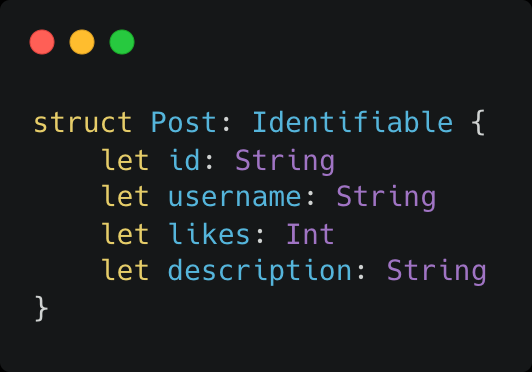 struct Post: Identifiable {
    let id: String
    let username: String
    let likes: Int
    let description: String
}